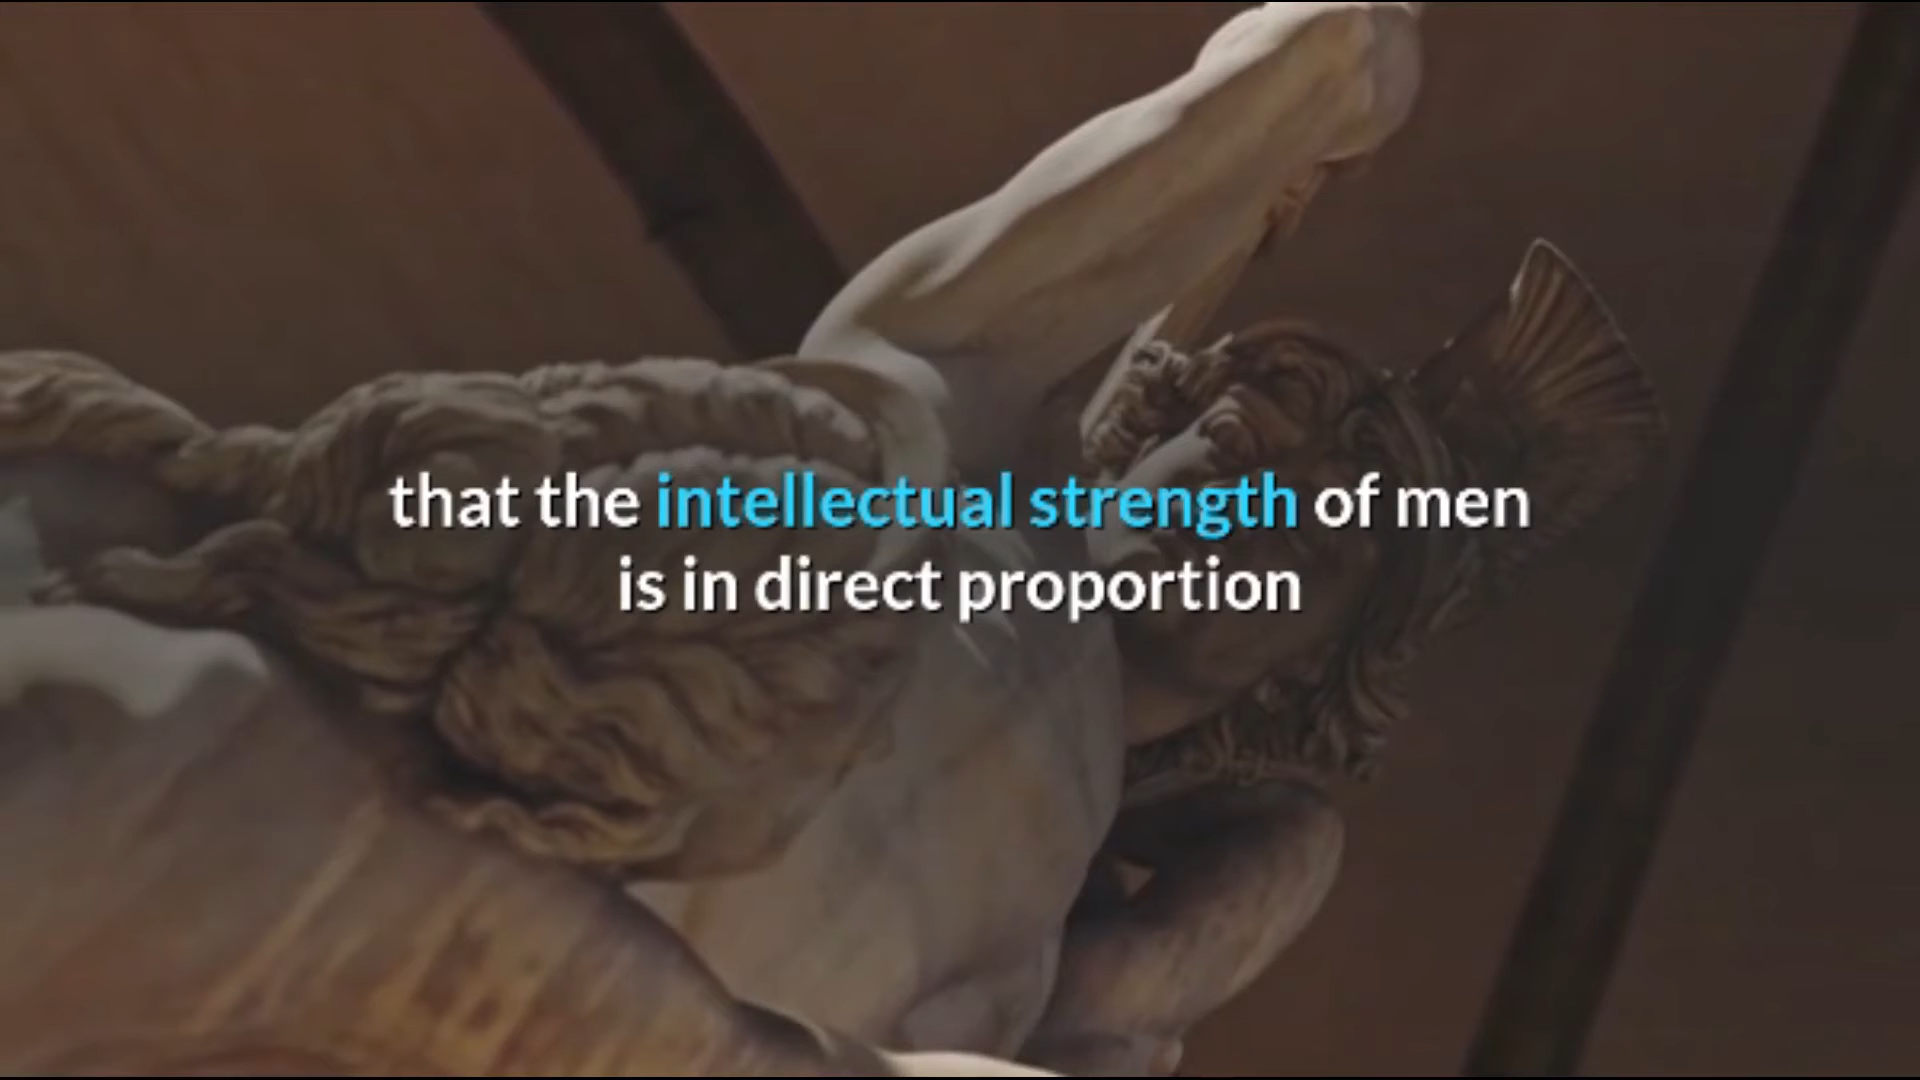 that the intellectual strength of men
is in direct proportion